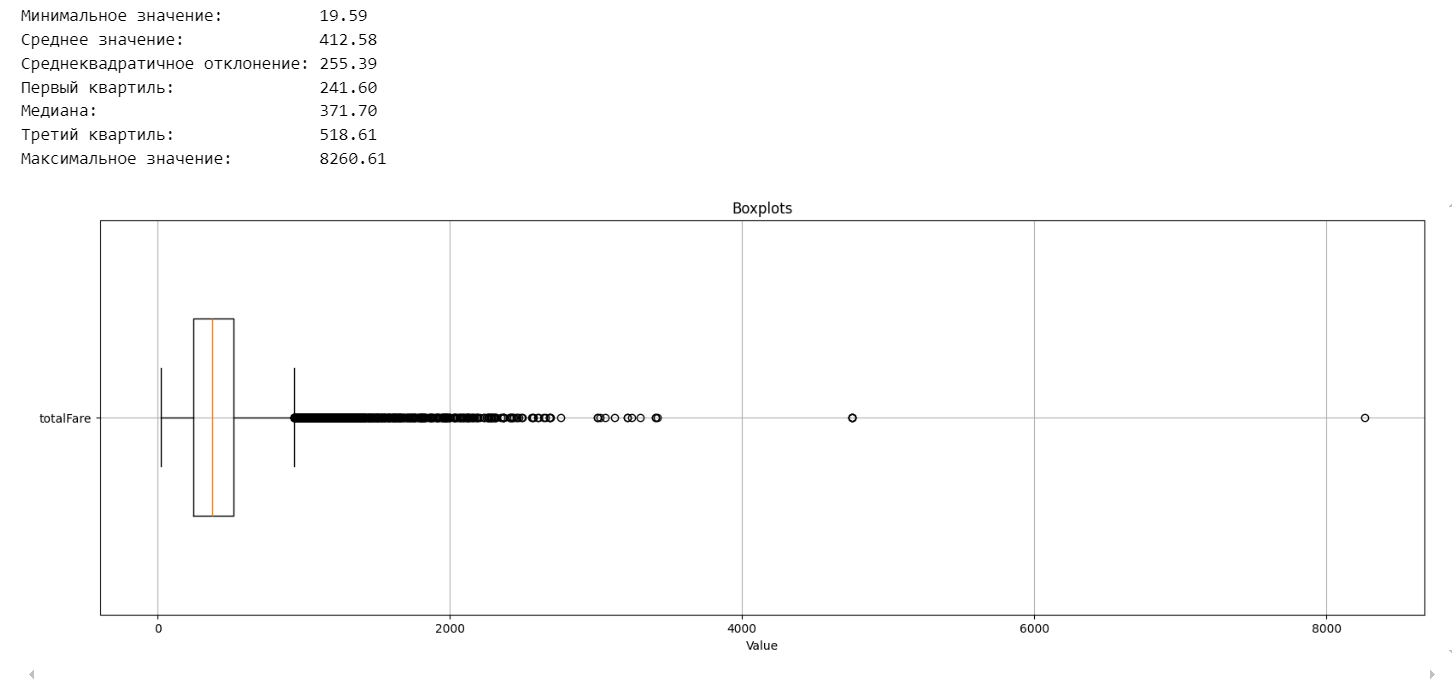 Минимальное значение: 19.59
Среднее значение: 412.58
Среднеквадратичное отклонение: 255.39
Первый квартиль: 241.60
Медиана: 371.70
Третий квартиль: 518.61
Максимальное значение: 8260.61
Boxplots
totalFare
0 2000 4000 6000 8000
Value